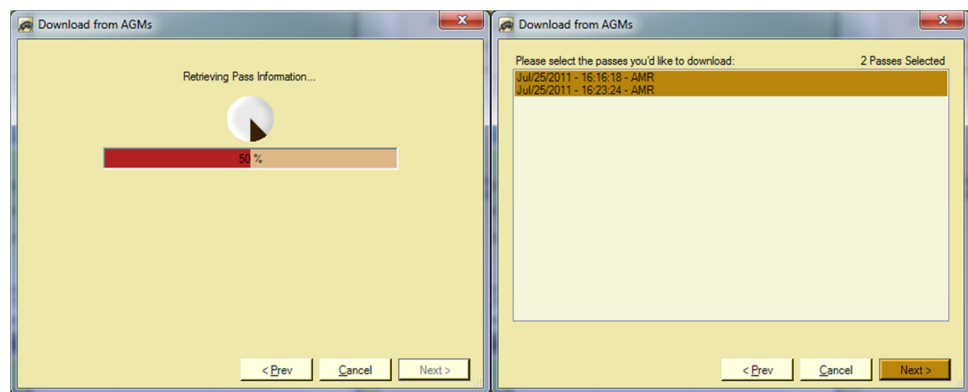 Download from AGMs
Retrieving Pass Information...
50 %
< Prev Cancel Next >
Download from AGMs
Please select the passes you'd like to download: 2 Passes Selected
Jul/25/2011 - 16:16:18 - AMR
Jul/25/2011 - 16:23:24 - AMR
< Prev Cancel Next >